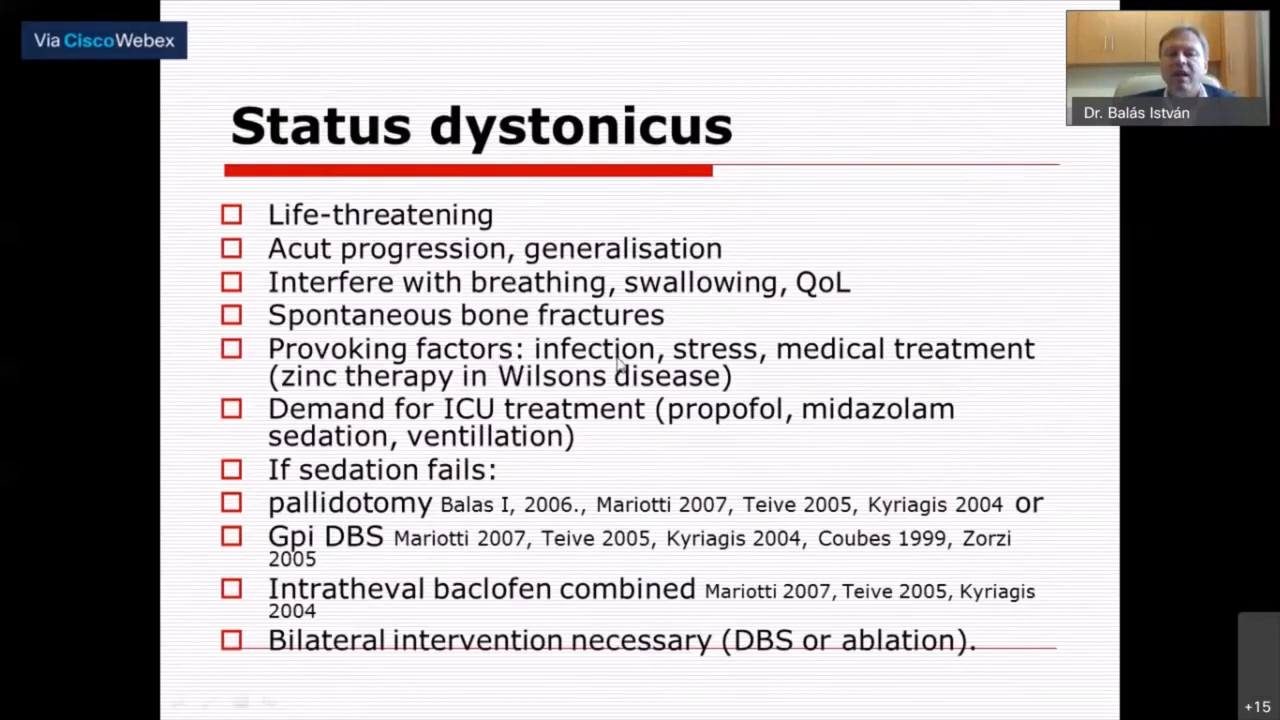 Via CiscoWebex
Dr. Balás István
Status dystonicus
Life-threatening
Acut progression, generalisation
Interfere with breathing, swallowing, QoL
Spontaneous bone fractures
Provoking factors: infection, stress, medical treatment
(zinc therapy in Wilsons disease)
Demand for ICU treatment (propofol, midazolam
sedation, ventillation)
If sedation fails:
pallidotomy Balas I, 2006., Mariotti 2007, Teive 2005, Kyriagis 2004 or
Gpi DBS Mariotti 2007, Teive 2005, Kyriagis 2004, Coubes 1999, Zorzi
2005
Intratheval baclofen combined Mariotti 2007, Teive 2005, Kyriagis
2004
Bilateral intervention necessary (DBS or ablation).
+15